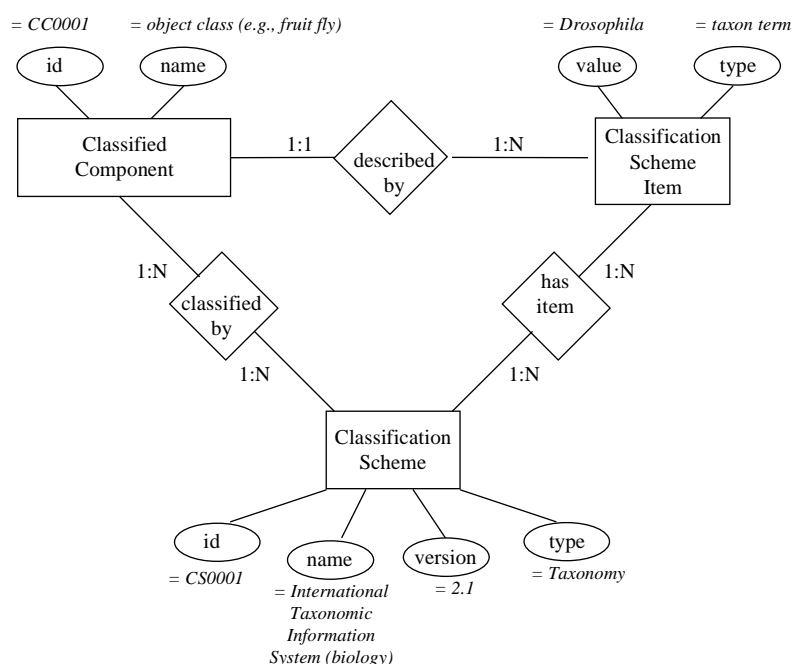 = CC0001
= object class (e.g., fruit fly)
= Drosophila
= taxon term
id
name
value
type
Classified
Component
1:1
described
by
1:N
Classification
Scheme
Item
1:N
classified
by
has
item
1:N
1:N
1:N
Classification
Scheme
id
name
version
type
= CS0001
= International
Taxonomic
Information
System (biology)
= 2.1
= Taxonomy